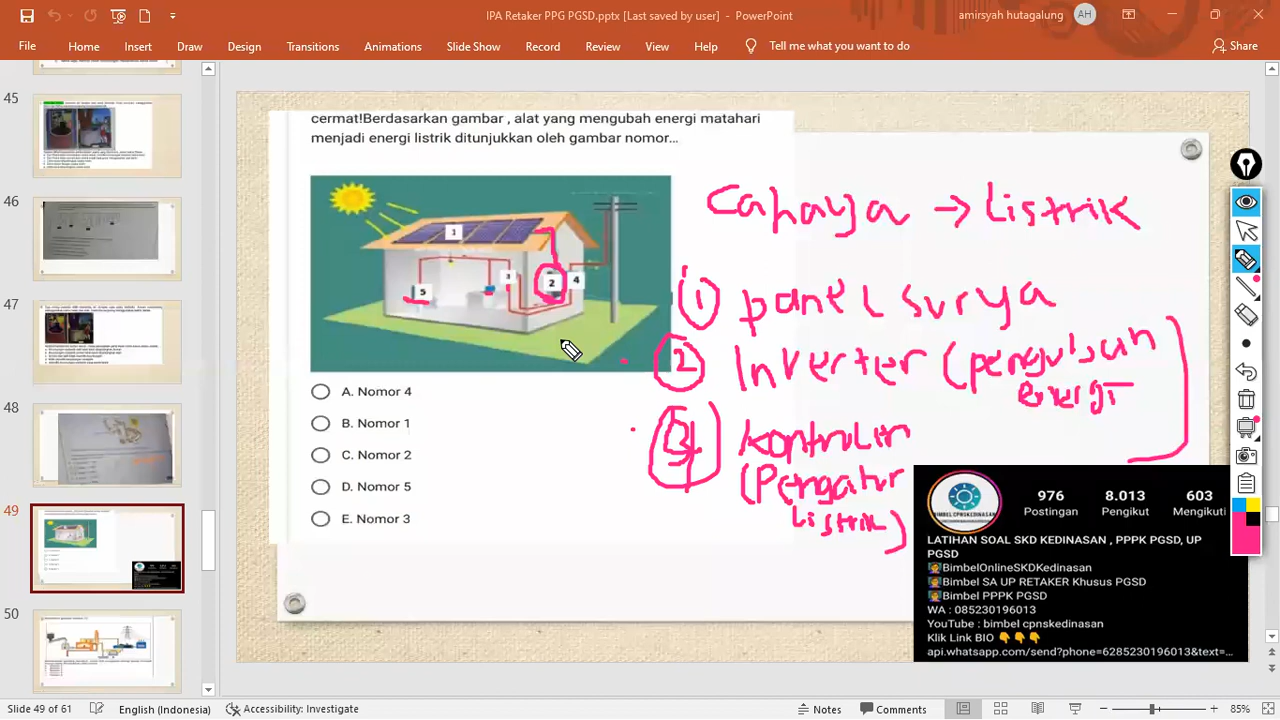 IPA Retaker PPG PGSD.pptx [Last saved by user] - PowerPoint
amirsyah hutagalung
AH
File Home Insert Draw Design Transitions Animations Slide Show Record Review View Help Tell me what you want to do
Share
45
46
47
48
49
50
cermat!Berdasarkan gambar , alat yang mengubah energi matahari
menjadi energi listrik ditunjukkan oleh gambar nomor...
1
2
3
4
5
A. Nomor 4
B. Nomor 1
C. Nomor 2
D. Nomor 5
E. Nomor 3
Cahaya → Listrik
(1) panel surya
(2) Inverter (pengubah
energi
kontroler
(Pengatur
listrik)
BIMBEL CPNSKEDINASAN
976 8.013 603
Postingan Pengikut Mengikuti
LATIHAN SOAL SKD KEDINASAN , PPPK PGSD, UP
PGSD
BimbelOnlineSKDKedinasan
Bimbel SA UP RETAKER Khusus PGSD
Bimbel PPPK PGSD
WA : 085230196013
YouTube : bimbel cpnskedinasan
Klik Link BIO 👇👇👇
api.whatsapp.com/send?phone=6285230196013&text=...
Slide 49 of 61 English (Indonesia) Accessibility: Investigate Notes Comments 85%